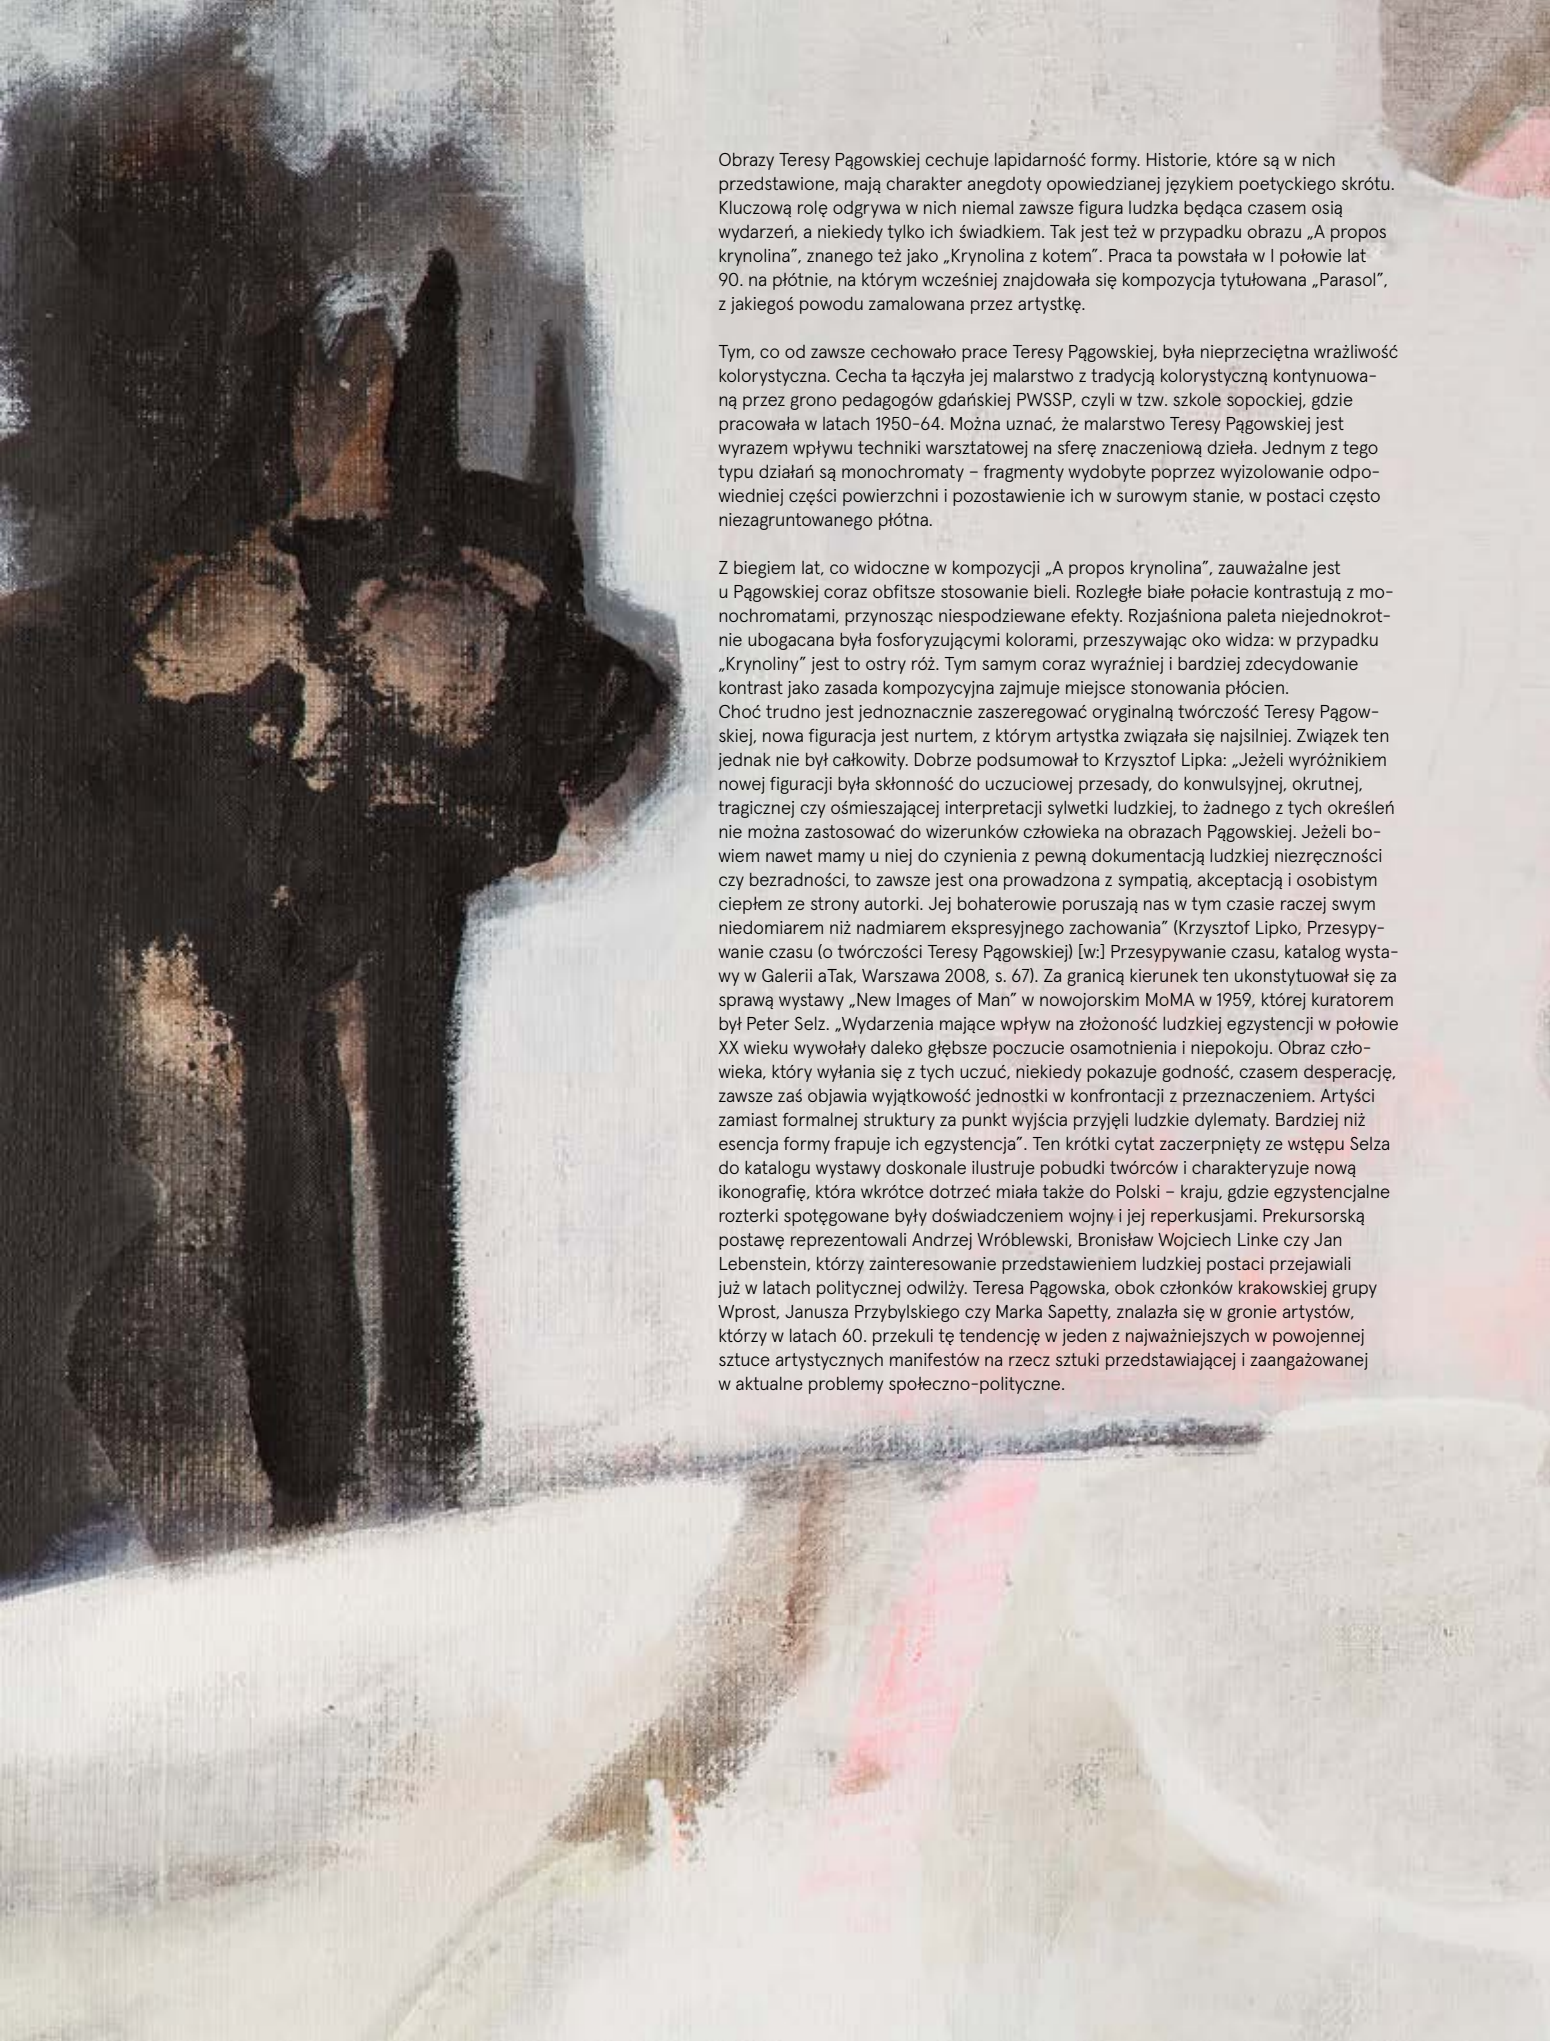 Obrazy Teresy Pągowskiej cechuje lapidarność formy. Historie, które są w nich
przedstawione, mają charakter anegdoty opowiedzianej językiem poetyckiego skrótu.
Kluczową rolę odgrywa w nich niemal zawsze figura ludzka będąca czasem osią
wydarzeń, a niekiedy tylko ich świadkiem. Tak jest też w przypadku obrazu „A propos
krynolina”, znanego też jako „Krynolina z kotem”. Praca ta powstała w I połowie lat
90. na płótnie, na którym wcześniej znajdowała się kompozycja tytułowana „Parasol”,
z jakiegoś powodu zamalowana przez artystkę.

Tym, co od zawsze cechowało prace Teresy Pągowskiej, była nieprzeciętna wrażliwość
kolorystyczna. Cecha ta łączyła jej malarstwo z tradycją kolorystyczną kontynuowa-
ną przez grono pedagogów gdańskiej PWSSP, czyli w tzw. szkole sopockiej, gdzie
pracowała w latach 1950-64. Można uznać, że malarstwo Teresy Pągowskiej jest
wyrazem wpływu techniki warsztatowej na sferę znaczeniową dzieła. Jednym z tego
typu działań są monochromaty – fragmenty wydobyte poprzez wyizolowanie odpo-
wiedniej części powierzchni i pozostawienie ich w surowym stanie, w postaci często
niezagruntowanego płótna.

Z biegiem lat, co widoczne w kompozycji „A propos krynolina”, zauważalne jest
u Pągowskiej coraz obfitsze stosowanie bieli. Rozległe białe połacie kontrastują z mo-
nochromatami, przynosząc niespodziewane efekty. Rozjaśniona paleta niejednokrot-
nie ubogacana była fosforyzującymi kolorami, przeszywając oko widza: w przypadku
„Krynoliny” jest to ostry róż. Tym samym coraz wyraźniej i bardziej zdecydowanie
kontrast jako zasada kompozycyjna zajmuje miejsce stonowania płócien.
Choć trudno jest jednoznacznie zaszeregować oryginalną twórczość Teresy Pągow-
skiej, nowa figuracja jest nurtem, z którym artystka związała się najsilniej. Związek ten
jednak nie był całkowity. Dobrze podsumował to Krzysztof Lipka: „Jeżeli wyróżnikiem
nowej figuracji była skłonność do uczuciowej przesady, do konwulsyjnej, okrutnej,
tragicznej czy ośmieszającej interpretacji sylwetki ludzkiej, to żadnego z tych określeń
nie można zastosować do wizerunków człowieka na obrazach Pągowskiej. Jeżeli bo-
wiem nawet mamy u niej do czynienia z pewną dokumentacją ludzkiej niezręczności
czy bezradności, to zawsze jest ona prowadzona z sympatią, akceptacją i osobistym
ciepłem ze strony autorki. Jej bohaterowie poruszają nas w tym czasie raczej swym
niedomiarem niż nadmiarem ekspresyjnego zachowania” (Krzysztof Lipko, Przesypy-
wanie czasu (o twórczości Teresy Pągowskiej) [w:] Przesypywanie czasu, katalog wysta-
wy w Galerii aTak, Warszawa 2008, s. 67). Za granicą kierunek ten ukonstytuował się za
sprawą wystawy „New Images of Man” w nowojorskim MoMA w 1959, której kuratorem
był Peter Selz. „Wydarzenia mające wpływ na złożoność ludzkiej egzystencji w połowie
XX wieku wywołały daleko głębsze poczucie osamotnienia i niepokoju. Obraz czło-
wieka, który wyłania się z tych uczuć, niekiedy pokazuje godność, czasem desperację,
zawsze zaś objawia wyjątkowość jednostki w konfrontacji z przeznaczeniem. Artyści
zamiast formalnej struktury za punkt wyjścia przyjęli ludzkie dylematy. Bardziej niż
esencja formy frapuje ich egzystencja”. Ten krótki cytat zaczerpnięty ze wstępu Selza
do katalogu wystawy doskonale ilustruje pobudki twórców i charakteryzuje nową
ikonografię, która wkrótce dotrzeć miała także do Polski – kraju, gdzie egzystencjalne
rozterki spotęgowane były doświadczeniem wojny i jej reperkusjami. Prekursorską
postawę reprezentowali Andrzej Wróblewski, Bronisław Wojciech Linke czy Jan
Lebenstein, którzy zainteresowanie przedstawieniem ludzkiej postaci przejawiali
już w latach politycznej odwilży. Teresa Pągowska, obok członków krakowskiej grupy
Wprost, Janusza Przybylskiego czy Marka Sapetty, znalazła się w gronie artystów,
którzy w latach 60. przekuli tę tendencję w jeden z najważniejszych w powojennej
sztuce artystycznych manifestów na rzecz sztuki przedstawiającej i zaangażowanej
w aktualne problemy społeczno-polityczne.